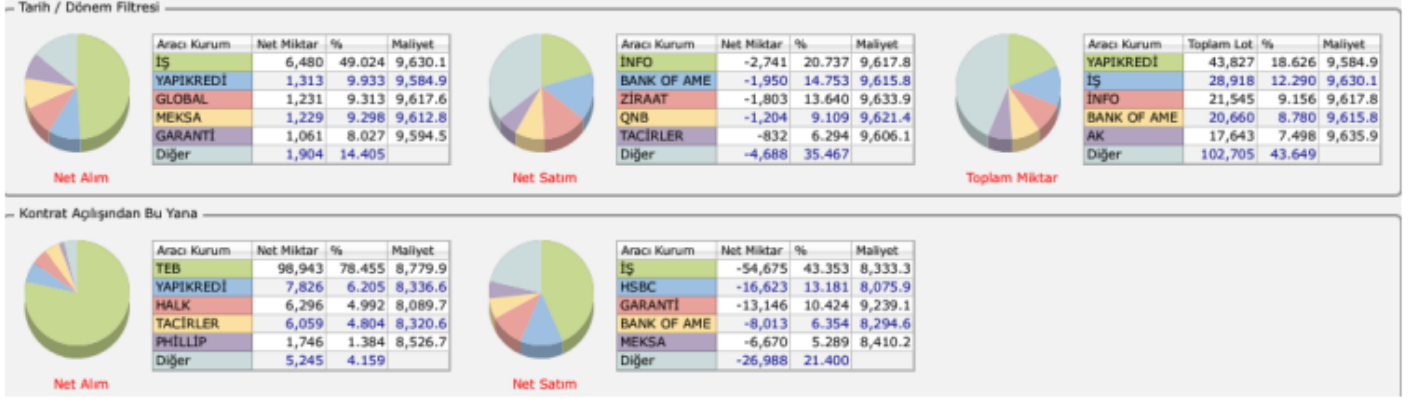 Tarih / Dönem Filtresi
Aracı Kurum Net Miktar % Maliyet
İŞ 6,480 49.024 9,630.1
YAPIKREDİ 1,313 9.933 9,584.9
GLOBAL 1,231 9.313 9,617.6
MEKSA 1,229 9.298 9,612.8
GARANTİ 1,061 8.027 9,594.5
Diğer 1,904 14.405
Net Alım
Aracı Kurum Net Miktar % Maliyet
İNFO -2,741 20.737 9,617.8
BANK OF AME -1,950 14.753 9,615.8
ZİRAAT -1,803 13.640 9,633.9
QNB -1,204 9.109 9,621.4
TACİRLER -832 6.294 9,606.1
Diğer -4,688 35.467
Net Satım
Aracı Kurum Toplam Lot % Maliyet
YAPIKREDİ 43,827 18.626 9,584.9
İŞ 28,918 12.290 9,630.1
İNFO 21,545 9.156 9,617.8
BANK OF AME 20,660 8.780 9,615.8
AK 17,643 7.498 9,635.9
Diğer 102,705 43.649
Toplam Miktar
Kontrat Açılışından Bu Yana
Aracı Kurum Net Miktar % Maliyet
TEB 98,943 78.455 8,779.9
YAPIKREDİ 7,826 6.205 8,336.6
HALK 6,296 4.992 8,089.7
TACİRLER 6,059 4.804 8,320.6
PHİLLİP 1,746 1.384 8,526.7
Diğer 5,245 4.159
Net Alım
Aracı Kurum Net Miktar % Maliyet
İŞ -54,675 43.353 8,333.3
HSBC -16,623 13.181 8,075.9
GARANTİ -13,146 10.424 9,239.1
BANK OF AME -8,013 6.354 8,294.6
MEKSA -6,670 5.289 8,410.2
Diğer -26,988 21.400
Net Satım